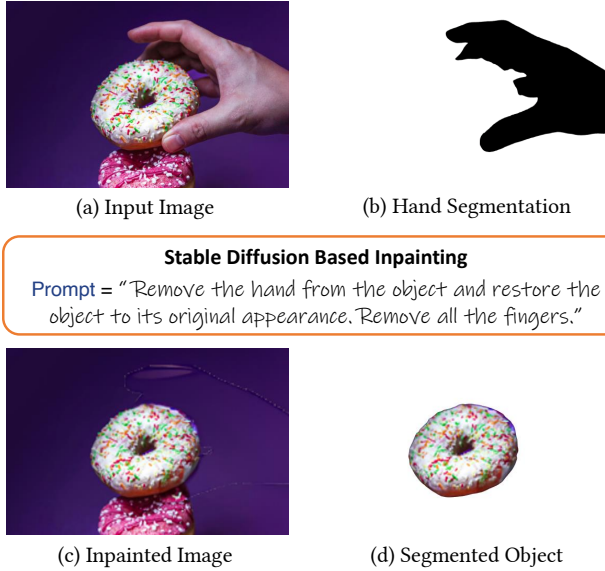 (a) Input Image
(b) Hand Segmentation
Stable Diffusion Based Inpainting
Prompt = “Remove the hand from the object and restore the
object to its original appearance. Remove all the fingers.”
(c) Inpainted Image
(d) Segmented Object